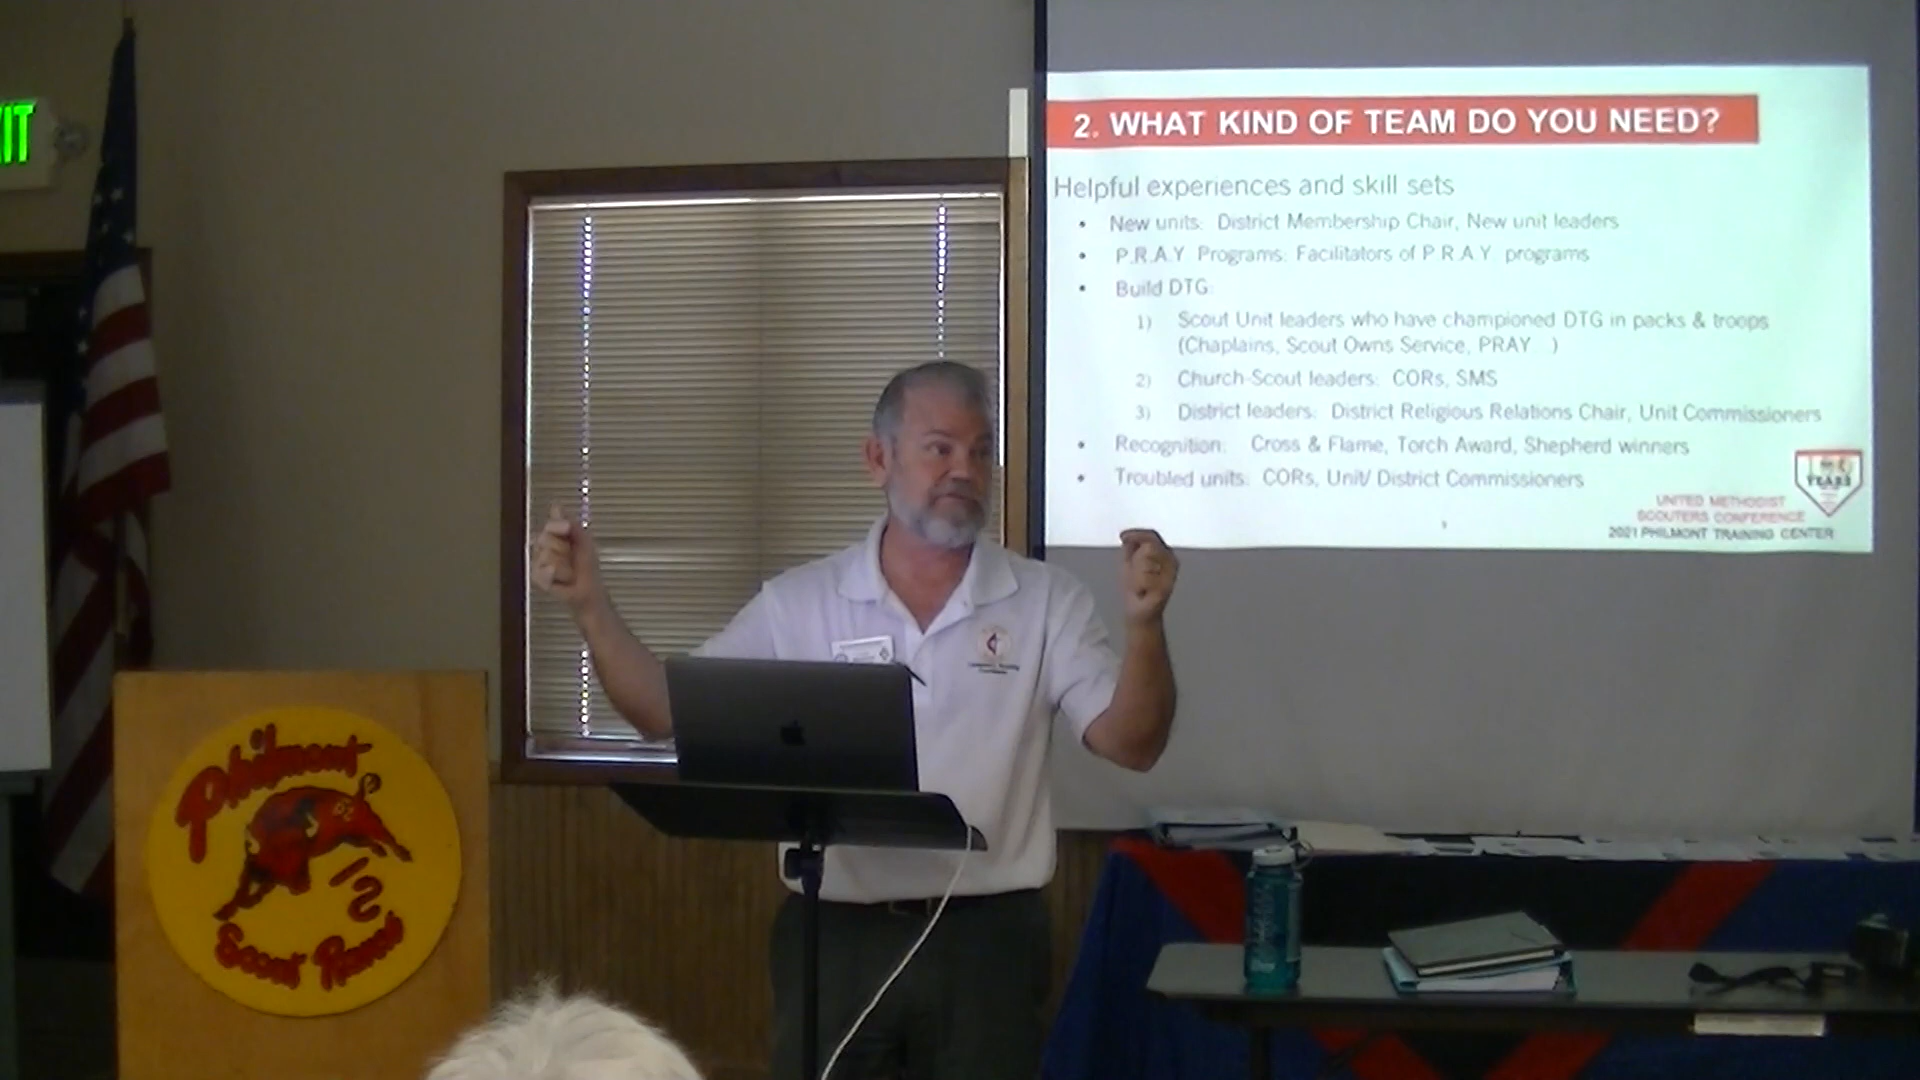 2. WHAT KIND OF TEAM DO YOU NEED?
Helpful experiences and skill sets
• New units: District Membership Chair, New unit leaders
• P.R.A.Y. Programs: Facilitators of P.R.A.Y. programs
• Build DTG:
1) Scout Unit leaders who have championed DTG in packs & troops
(Chaplains, Scout Owns Service, PRAY...)
2) Church-Scout leaders: CORs, SMS
3) District leaders: District Religious Relations Chair, Unit Commissioners
• Recognition: Cross & Flame, Torch Award, Shepherd winners
• Troubled units: CORs, Unit/ District Commissioners
YEARS
UNITED METHODIST
SCOUTERS CONFERENCE
2021 PHILMONT TRAINING CENTER
9
XIT
Philmont
Scout Ranch